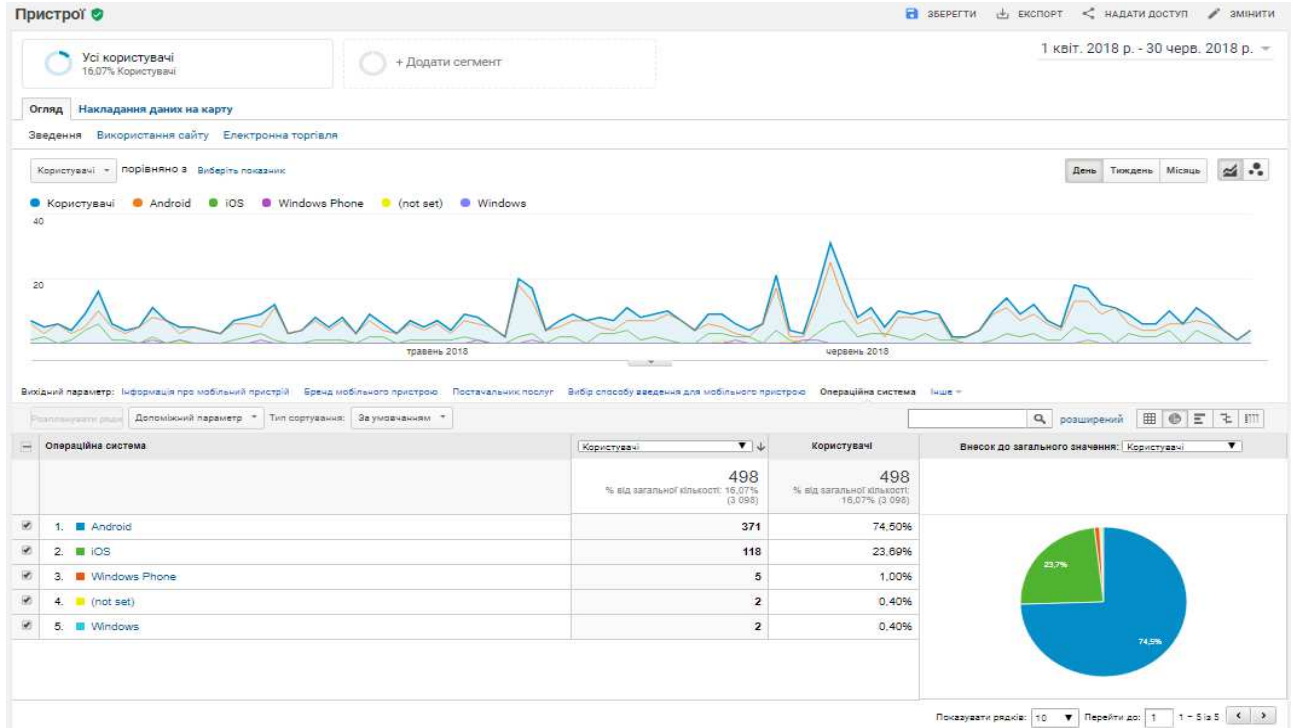 Пристрої
ЗБЕРЕГТИ ЕКСПОРТ НАДАТИ ДОСТУП ЗМІНИТИ
Усі користувачі
16,07% Користувачі
+ Додати сегмент
1 квіт. 2018 р. - 30 черв. 2018 р.
Огляд Накладання даних на карту
Зведення Використання сайту Електронна торгівля
Користувачі порівняно з Виберіть показник
День Тиждень Місяць
Користувачі Android iOS Windows Phone (not set) Windows
40
20
травень 2018 червень 2018
Вихідний параметр: Інформація про мобільний пристрій Бренд мобільного пристрою Постачальник послуг Вибір способу введення для мобільного пристрою Операційна система Інше
Розпланувати ряди Допоміжний параметр Тип сортування: За умовчанням розширений
Операційна система Користувачі Користувачі Внесок до загального значення: Користувачі
498 498
% від загальної кількості: 16,07% % від загальної кількості:
(3 098) 16,07% (3 098)
1. Android 371 74,50%
2. iOS 118 23,69%
3. Windows Phone 5 1,00%
4. (not set) 2 0,40%
5. Windows 2 0,40%
23,7%
74,5%
Показувати рядків: 10 Перейти до: 1 1 – 5 із 5